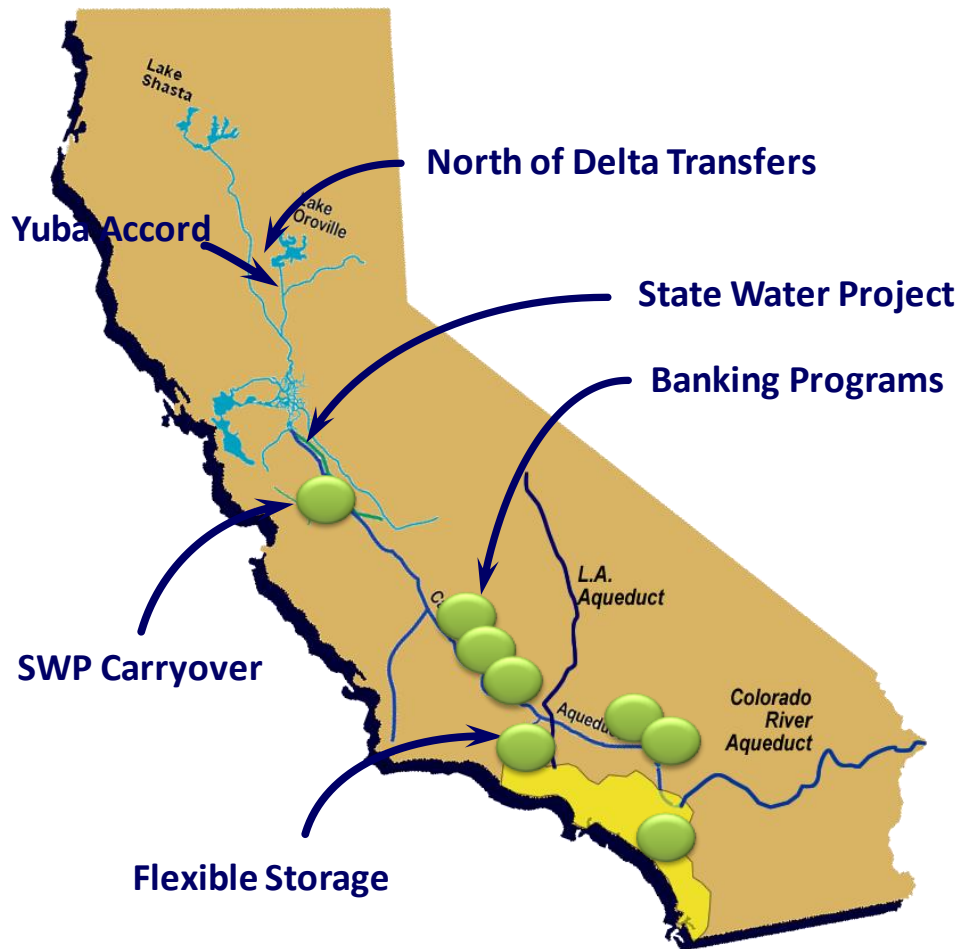 Lake
Shasta
North of Delta Transfers
Lake
Oroville
Yuba Accord
State Water Project
Banking Programs
L.A.
Aqueduct
SWP Carryover
Colorado
River
Aqueduct
Flexible Storage